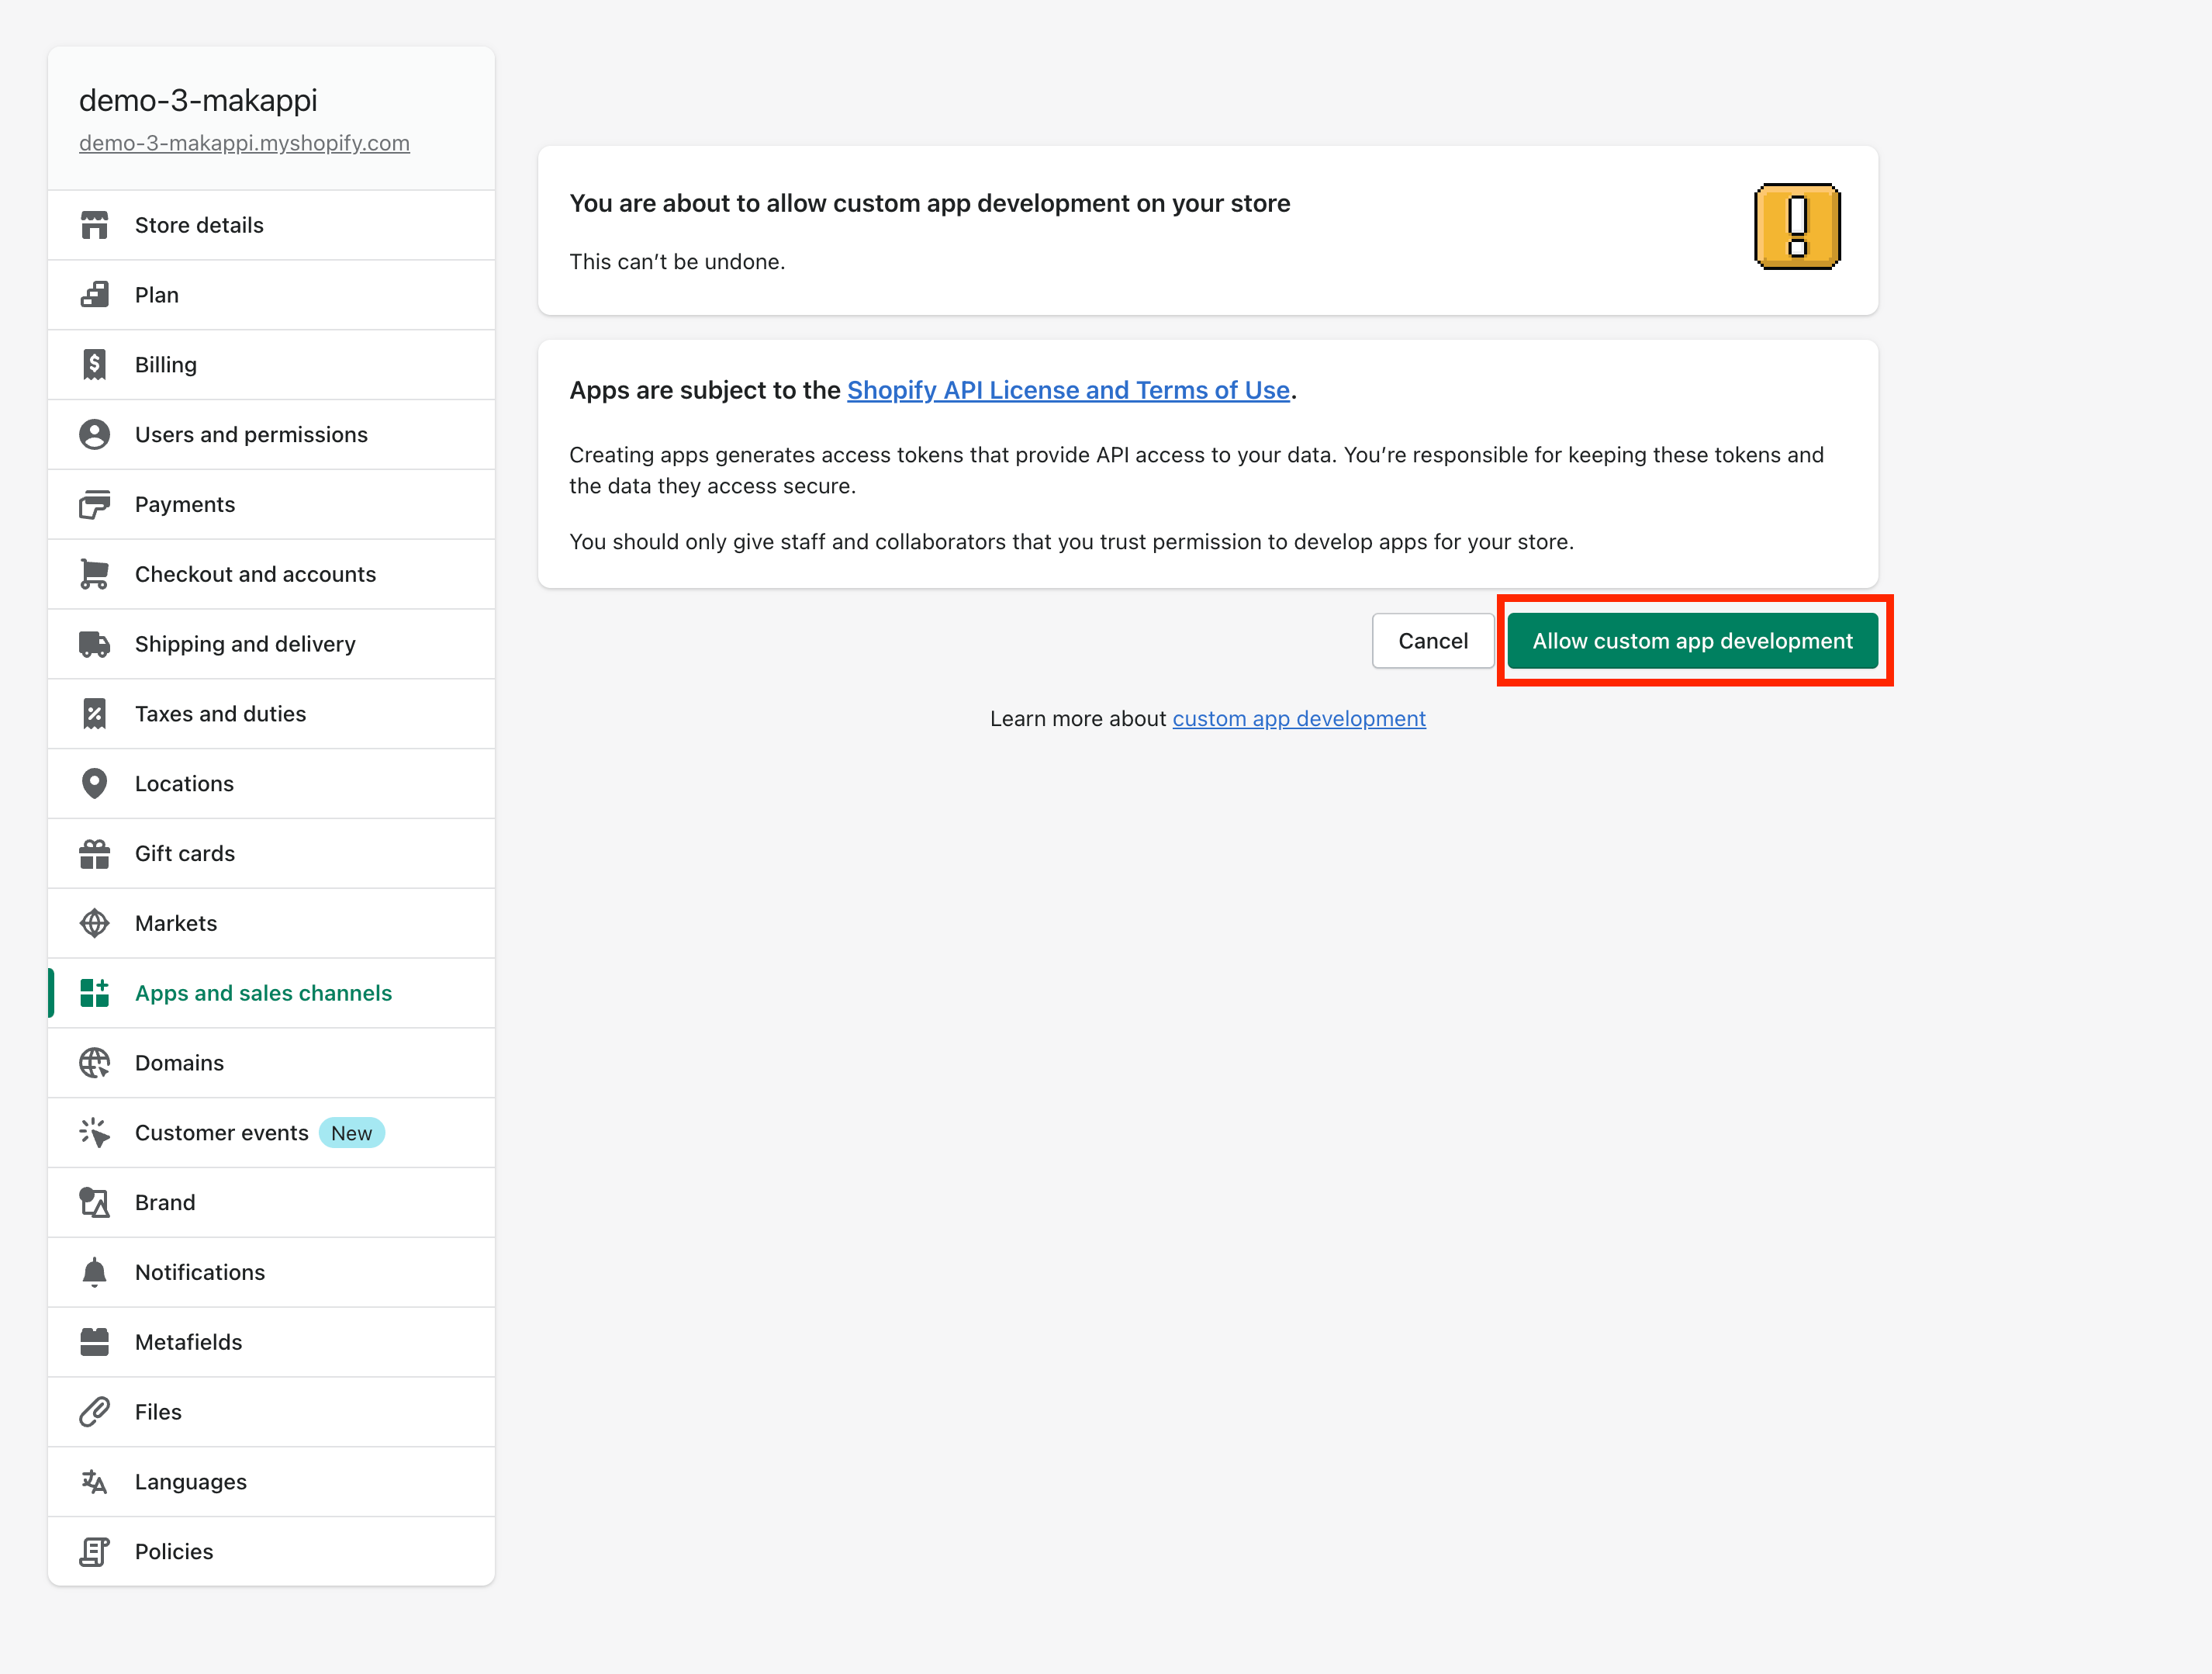 demo-3-makappi
demo-3-makappi.myshopify.com
Store details
Plan
Billing
Users and permissions
Payments
Checkout and accounts
Shipping and delivery
Taxes and duties
Locations
Gift cards
Markets
Apps and sales channels
Domains
Customer events New
Brand
Notifications
Metafields
Files
Languages
Policies
You are about to allow custom app development on your store
This can’t be undone.
Apps are subject to the Shopify API License and Terms of Use.
Creating apps generates access tokens that provide API access to your data. You’re responsible for keeping these tokens and
the data they access secure.
You should only give staff and collaborators that you trust permission to develop apps for your store.
Cancel
Allow custom app development
Learn more about custom app development